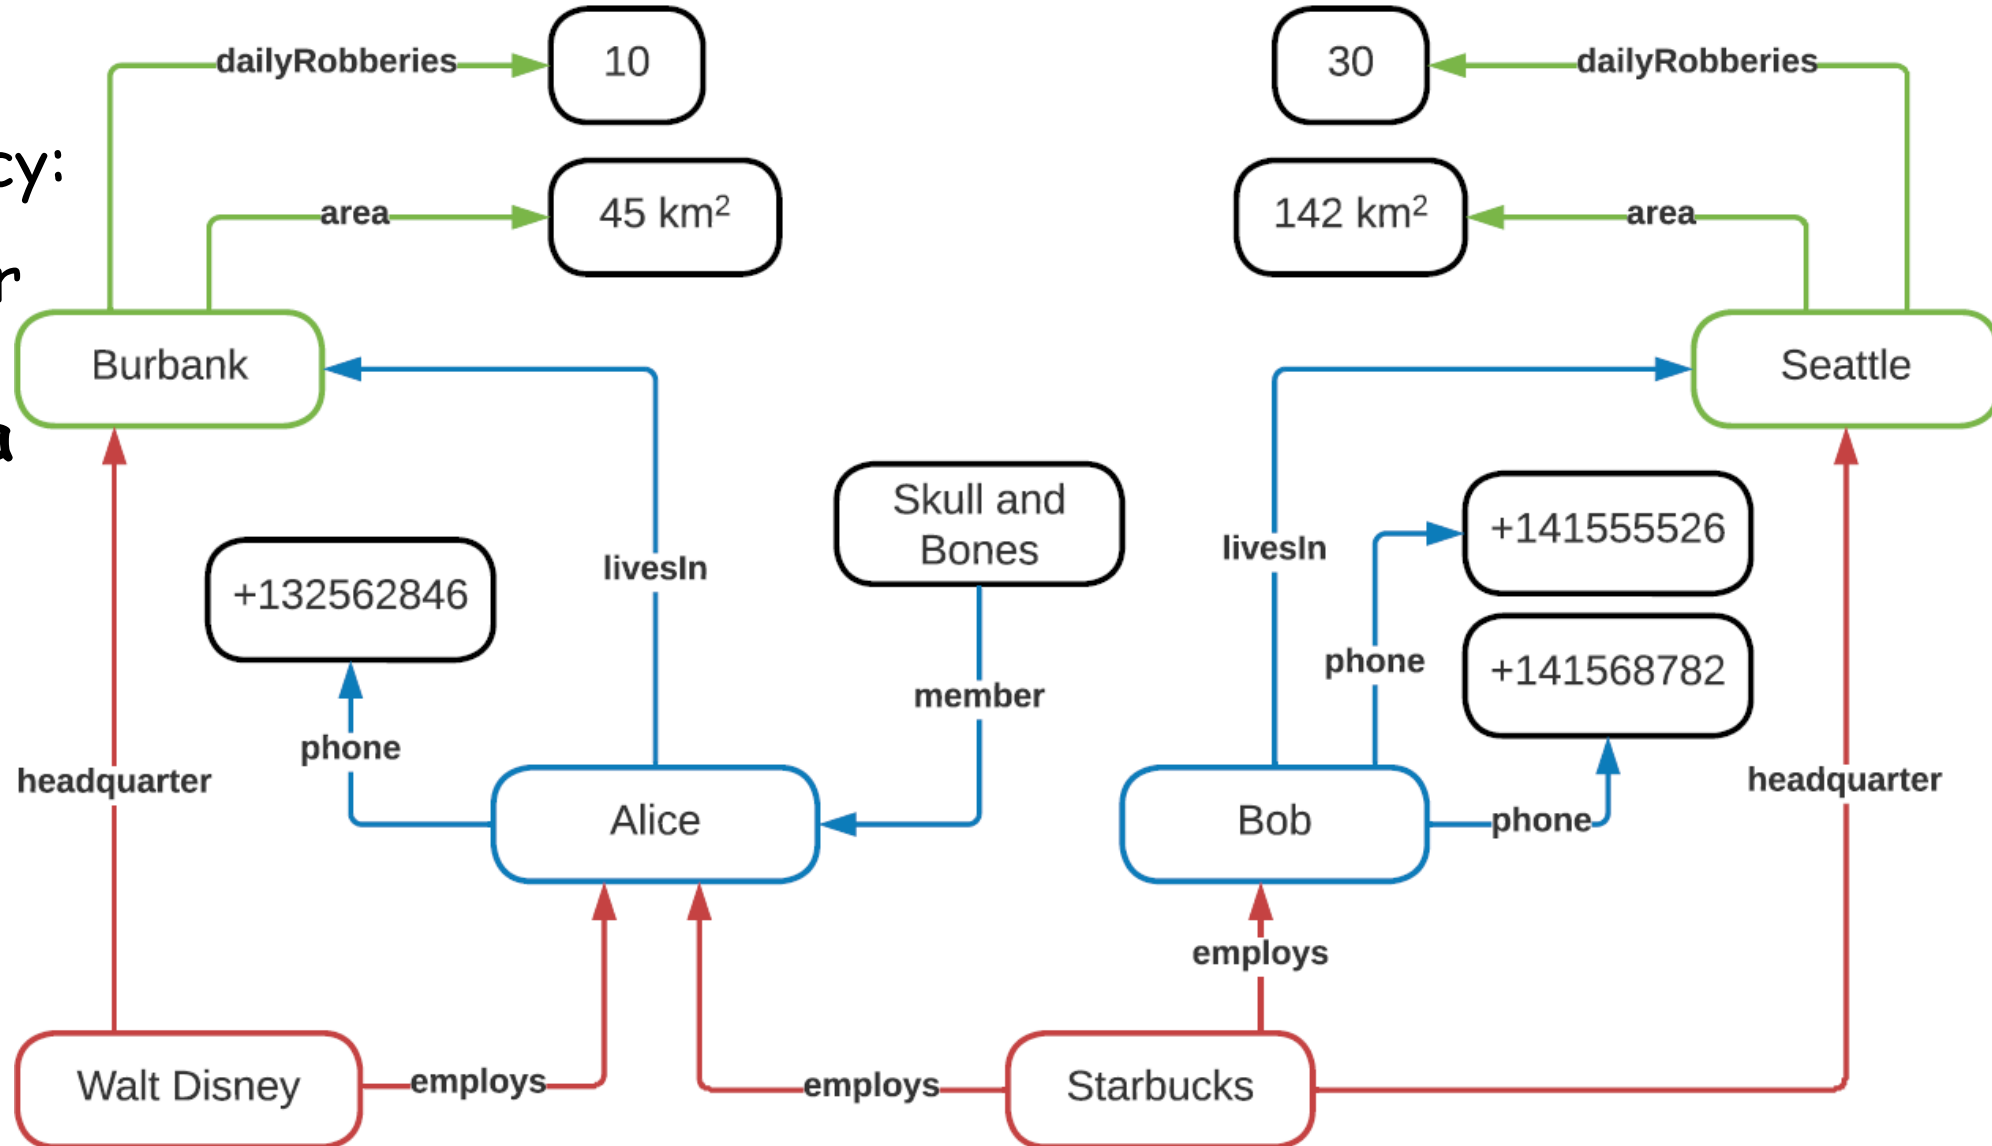 dailyRobberies
10
30
dailyRobberies
cy:
area
45 km²
142 km²
area
r
Burbank
Seattle
a
Skull and
Bones
+132562846
livesIn
livesIn
+141555526
phone
+141568782
member
phone
headquarter
headquarter
Alice
Bob
phone
employs
Walt Disney
employs
employs
Starbucks